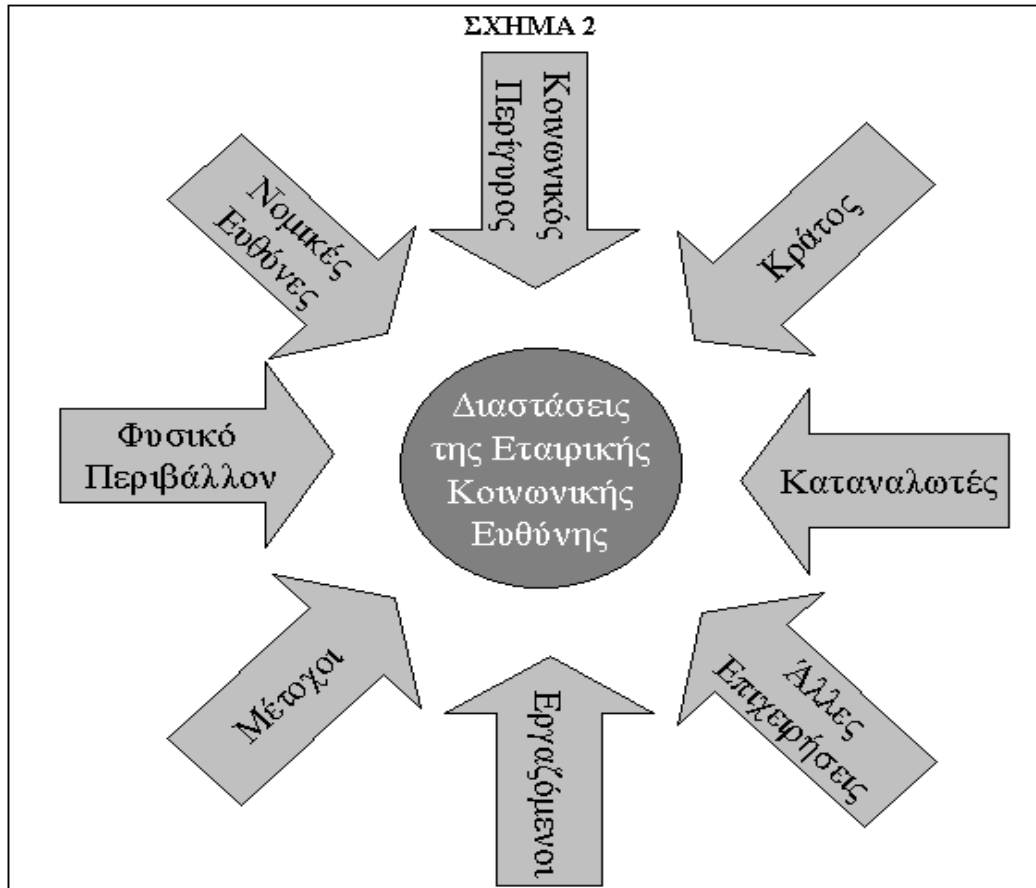 ΣΧΗΜΑ 2
Κοινωνικός
Περίγυρος
Κράτος
Καταναλωτές
Άλλες
Επιχειρήσεις
Εργαζόμενοι
Μέτοχοι
Φυσικό
Περιβάλλον
Νομικές
Ευθύνες
Διαστάσεις
της Εταιρικής
Κοινωνικής
Ευθύνης